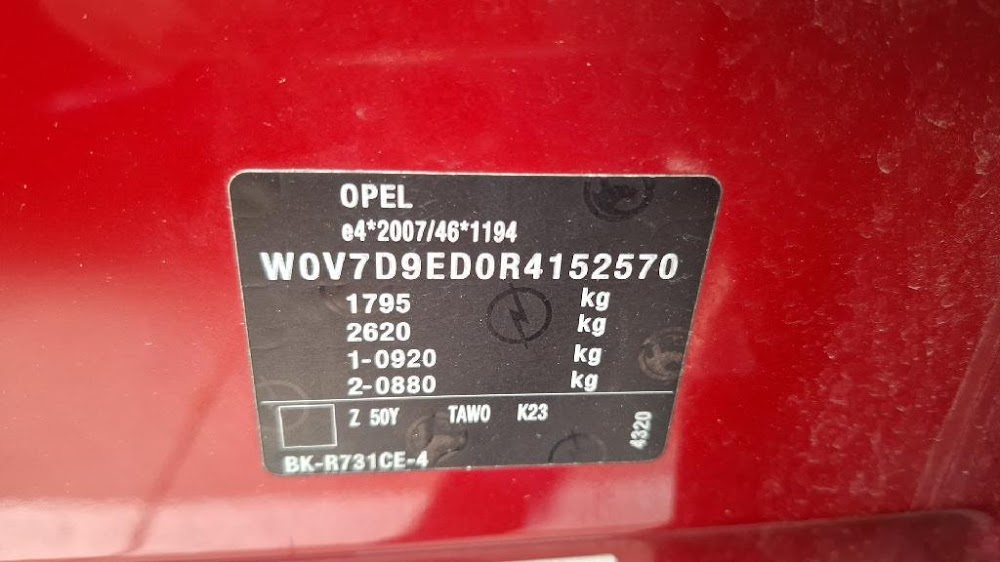 OPEL
e4*2007/46*1194
W0V7D9ED0R4152570
1795 kg
2620 kg
1-0920 kg
2-0880 kg
Z 50Y TAW0 K23
4320
BK-R731CE-4